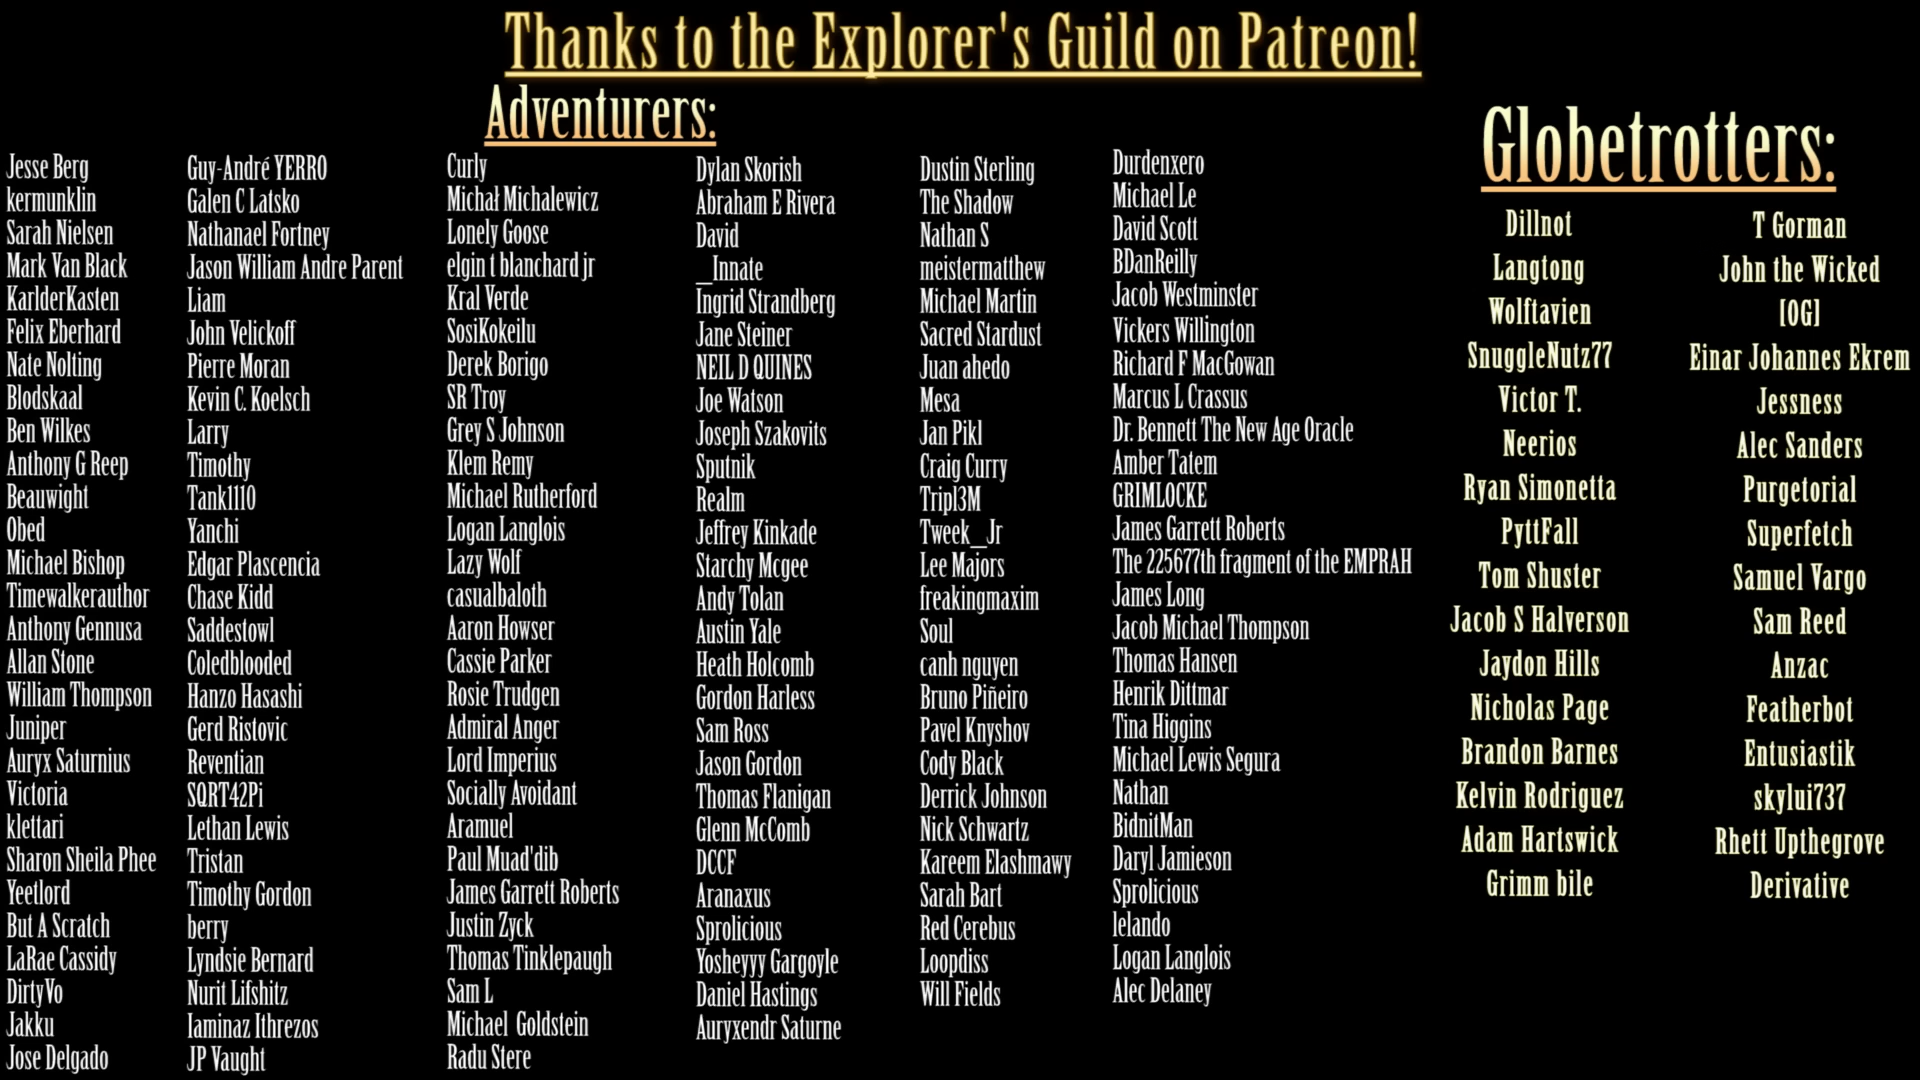 Thanks to the Explorer's Guild on Patreon!
Adventurers:
Jesse Berg
kermunklin
Sarah Nielsen
Mark Van Black
KarlderKasten
Felix Eberhard
Nate Nolting
Blodskaal
Ben Wilkes
Anthony G Reep
Beauwight
Obed
Michael Bishop
Timewalkerauthor
Anthony Gennusa
Allan Stone
William Thompson
Juniper
Auryx Saturnius
Victoria
klettari
Sharon Sheila Phee
Yeetlord
But A Scratch
LaRae Cassidy
DirtyVo
Jakku
Jose Delgado
Guy-André YERRO
Galen C Latsko
Nathanael Fortney
Jason William Andre Parent
Liam
John Velickoff
Pierre Moran
Kevin C. Koelsch
Larry
Timothy
Tank1110
Yanchi
Edgar Plascencia
Chase Kidd
Saddestowl
Coledblooded
Hanzo Hasashi
Gerd Ristovic
Reventian
SQRT42Pi
Lethan Lewis
Tristan
Timothy Gordon
berry
Lyndsie Bernard
Nurit Lifshitz
Iaminaz Ithrezos
JP Vaught
Curly
Michał Michalewicz
Lonely Goose
elgin t blanchard jr
Kral Verde
SosiKokeilu
Derek Borigo
SR Troy
Grey S Johnson
Klem Remy
Michael Rutherford
Logan Langlois
Lazy Wolf
casualbaloth
Aaron Howser
Cassie Parker
Rosie Trudgen
Admiral Anger
Lord Imperius
Socially Avoidant
Aramuel
Paul Muad'dib
James Garrett Roberts
Justin Zyck
Thomas Tinklepaugh
Sam L
Michael Goldstein
Radu Stere
Dylan Skorish
Abraham E Rivera
David
_Innate
Ingrid Strandberg
Jane Steiner
NEIL D QUINES
Joe Watson
Joseph Szakovits
Sputnik
Realm
Jeffrey Kinkade
Starchy Mcgee
Andy Tolan
Austin Yale
Heath Holcomb
Gordon Harless
Sam Ross
Jason Gordon
Thomas Flanigan
Glenn McComb
DCCF
Aranaxus
Sprolicious
Yosheyyy Gargoyle
Daniel Hastings
Auryxendr Saturne
Dustin Sterling
The Shadow
Nathan S
meistermatthew
Michael Martin
Sacred Stardust
Juan ahedo
Mesa
Jan Pikl
Craig Curry
Tripl3M
Tweek_Jr
Lee Majors
freakingmaxim
Soul
canh nguyen
Bruno Piñeiro
Pavel Knyshov
Cody Black
Derrick Johnson
Nick Schwartz
Kareem Elashmawy
Sarah Bart
Red Cerebus
Loopdiss
Will Fields
Durdenxero
Michael Le
David Scott
BDanReilly
Jacob Westminster
Vickers Willington
Richard F MacGowan
Marcus L Crassus
Dr. Bennett The New Age Oracle
Amber Tatem
GRIMLOCKE
James Garrett Roberts
The 225677th fragment of the EMPRAH
James Long
Jacob Michael Thompson
Thomas Hansen
Henrik Dittmar
Tina Higgins
Michael Lewis Segura
Nathan
BidnitMan
Daryl Jamieson
Sprolicious
lelando
Logan Langlois
Alec Delaney
Globetrotters:
Dillnot
Langtong
Wolftavien
SnuggleNutz77
Victor T.
Neerios
Ryan Simonetta
PyttFall
Tom Shuster
Jacob S Halverson
Jaydon Hills
Nicholas Page
Brandon Barnes
Kelvin Rodriguez
Adam Hartswick
Grimm bile
T Gorman
John the Wicked
[OG]
Einar Johannes Ekrem
Jessness
Alec Sanders
Purgetorial
Superfetch
Samuel Vargo
Sam Reed
Anzac
Featherbot
Entusiastik
skylui737
Rhett Upthegrove
Derivative